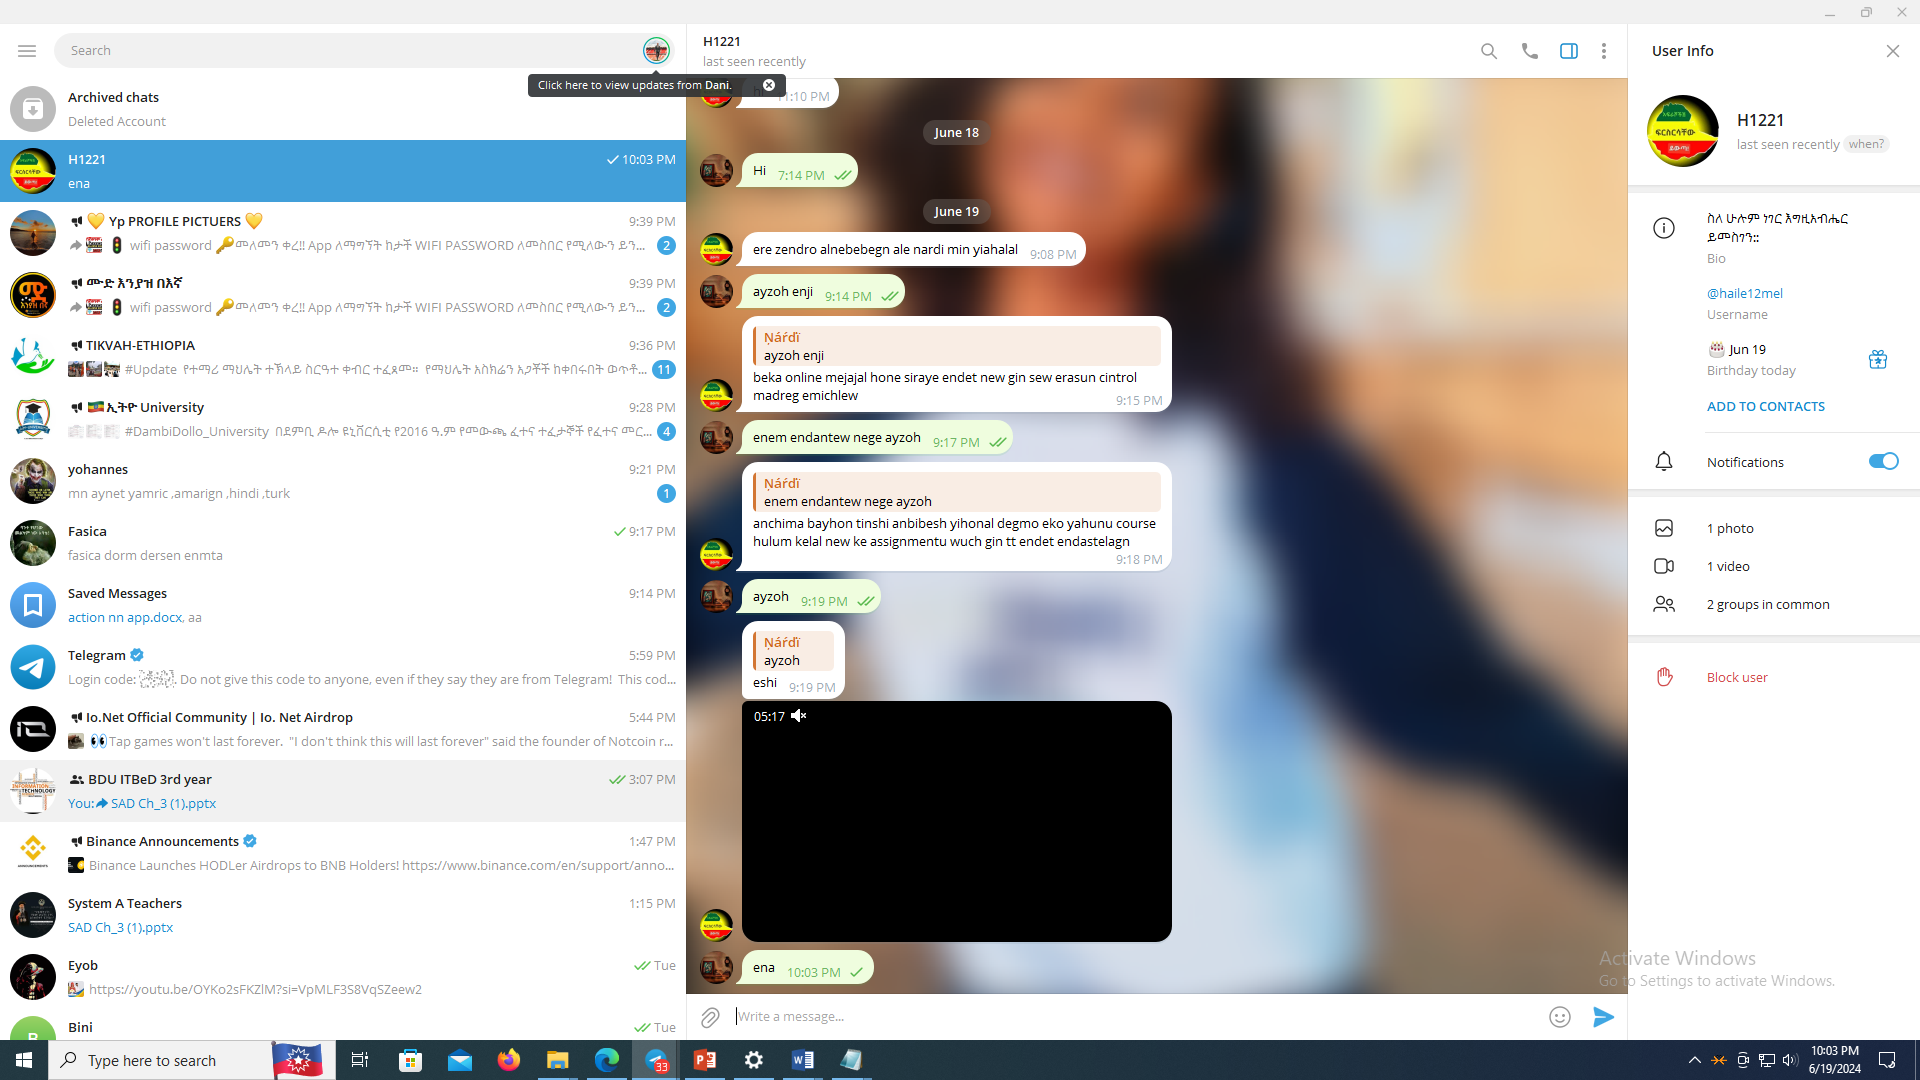 Search
Click here to view updates from Dani.
Archived chats
Deleted Account
H1221
10:03 PM
ena
💛 Yp PROFILE PICTUERS 💛
9:39 PM
wifi password 🔑መለመን ቀረ!! App ለማግኘት ከታች WIFI PASSWORD ለመስበር የሚለውን ይን...
2
ሙድ እንያዝ በእኛ
9:39 PM
wifi password 🔑መለመን ቀረ!! App ለማግኘት ከታች WIFI PASSWORD ለመስበር የሚለውን ይን...
2
TIKVAH-ETHIOPIA
9:36 PM
#Update የተማሪ ማህሌት ተኽላይ ስርዓተ ቀብር ተፈጸመ። የማህሌት አስክሬን አጋቾች ከቀበሩበት ወጥቶ...
11
🇪🇹ኢትዮ University
9:28 PM
#DambiDollo_University በደምቢ ዶሎ ዩኒቨርሲቲ የ2016 ዓ.ም የመውጫ ፈተና ተፈታኞች የፈተና መር...
4
yohannes
9:21 PM
mn aynet yamric ,amarign ,hindi ,turk
1
Fasica
9:17 PM
fasica dorm dersen enmta
Saved Messages
9:14 PM
action nn app.docx, aa
Telegram
5:59 PM
Login code: . Do not give this code to anyone, even if they say they are from Telegram! This cod...
Io.Net Official Community | Io. Net Airdrop
5:44 PM
👀Tap games won't last forever. "I don't think this will last forever" said the founder of Notcoin r...
BDU ITBeD 3rd year
3:07 PM
You: SAD Ch_3 (1).pptx
Binance Announcements
1:47 PM
Binance Launches HODLer Airdrops to BNB Holders! https://www.binance.com/en/support/anno...
System A Teachers
1:15 PM
SAD Ch_3 (1).pptx
Eyob
Tue
https://youtu.be/OYKo2sFKZlM?si=VpMLF3S8VqSZeew2
Bini
Tue
B
H1221
last seen recently
11:10 PM
June 18
Hi 7:14 PM
June 19
ere zendro alnebebegn ale nardi min yiahalal 9:08 PM
ayzoh enji 9:14 PM
Ņáŕďï
ayzoh enji
beka online mejajal hone siraye endet new gin sew erasun cintrol
madreg emichlew 9:15 PM
enem endantew nege ayzoh 9:17 PM
Ņáŕďï
enem endantew nege ayzoh
anchima bayhon tinshi anbibesh yihonal degmo eko yahunu course
hulum kelal new ke assignmentu wuch gin tt endet endastelagn
9:18 PM
ayzoh 9:19 PM
Ņáŕďï
ayzoh
eshi 9:19 PM
05:17
ena 10:03 PM
Write a message...
User Info
H1221
last seen recently when?
ስለ ሁሉም ነገር እግዚአብሔር
ይመስገን::
Bio
@haile12mel
Username
🎂 Jun 19
Birthday today
ADD TO CONTACTS
Notifications
1 photo
1 video
2 groups in common
Block user
Activate Windows
Go to Settings to activate Windows.
Type here to search
33
10:03 PM
6/19/2024